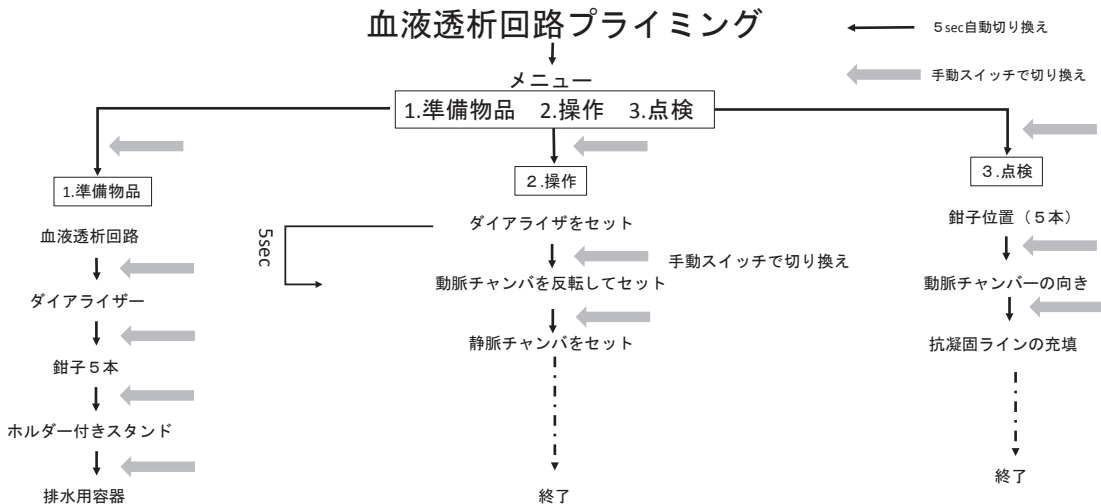 血液透析回路プライミング
5sec自動切り換え
手動スイッチで切り換え
メニュー
1.準備物品 2.操作 3.点検
1.準備物品
血液透析回路
ダイアライザー
鉗子5本
ホルダー付きスタンド
排水用容器
2.操作
ダイアライザをセット
5sec
手動スイッチで切り換え
動脈チャンバを反転してセット
静脈チャンバをセット
終了
3.点検
鉗子位置(5本)
動脈チャンバーの向き
抗凝固ラインの充填
終了